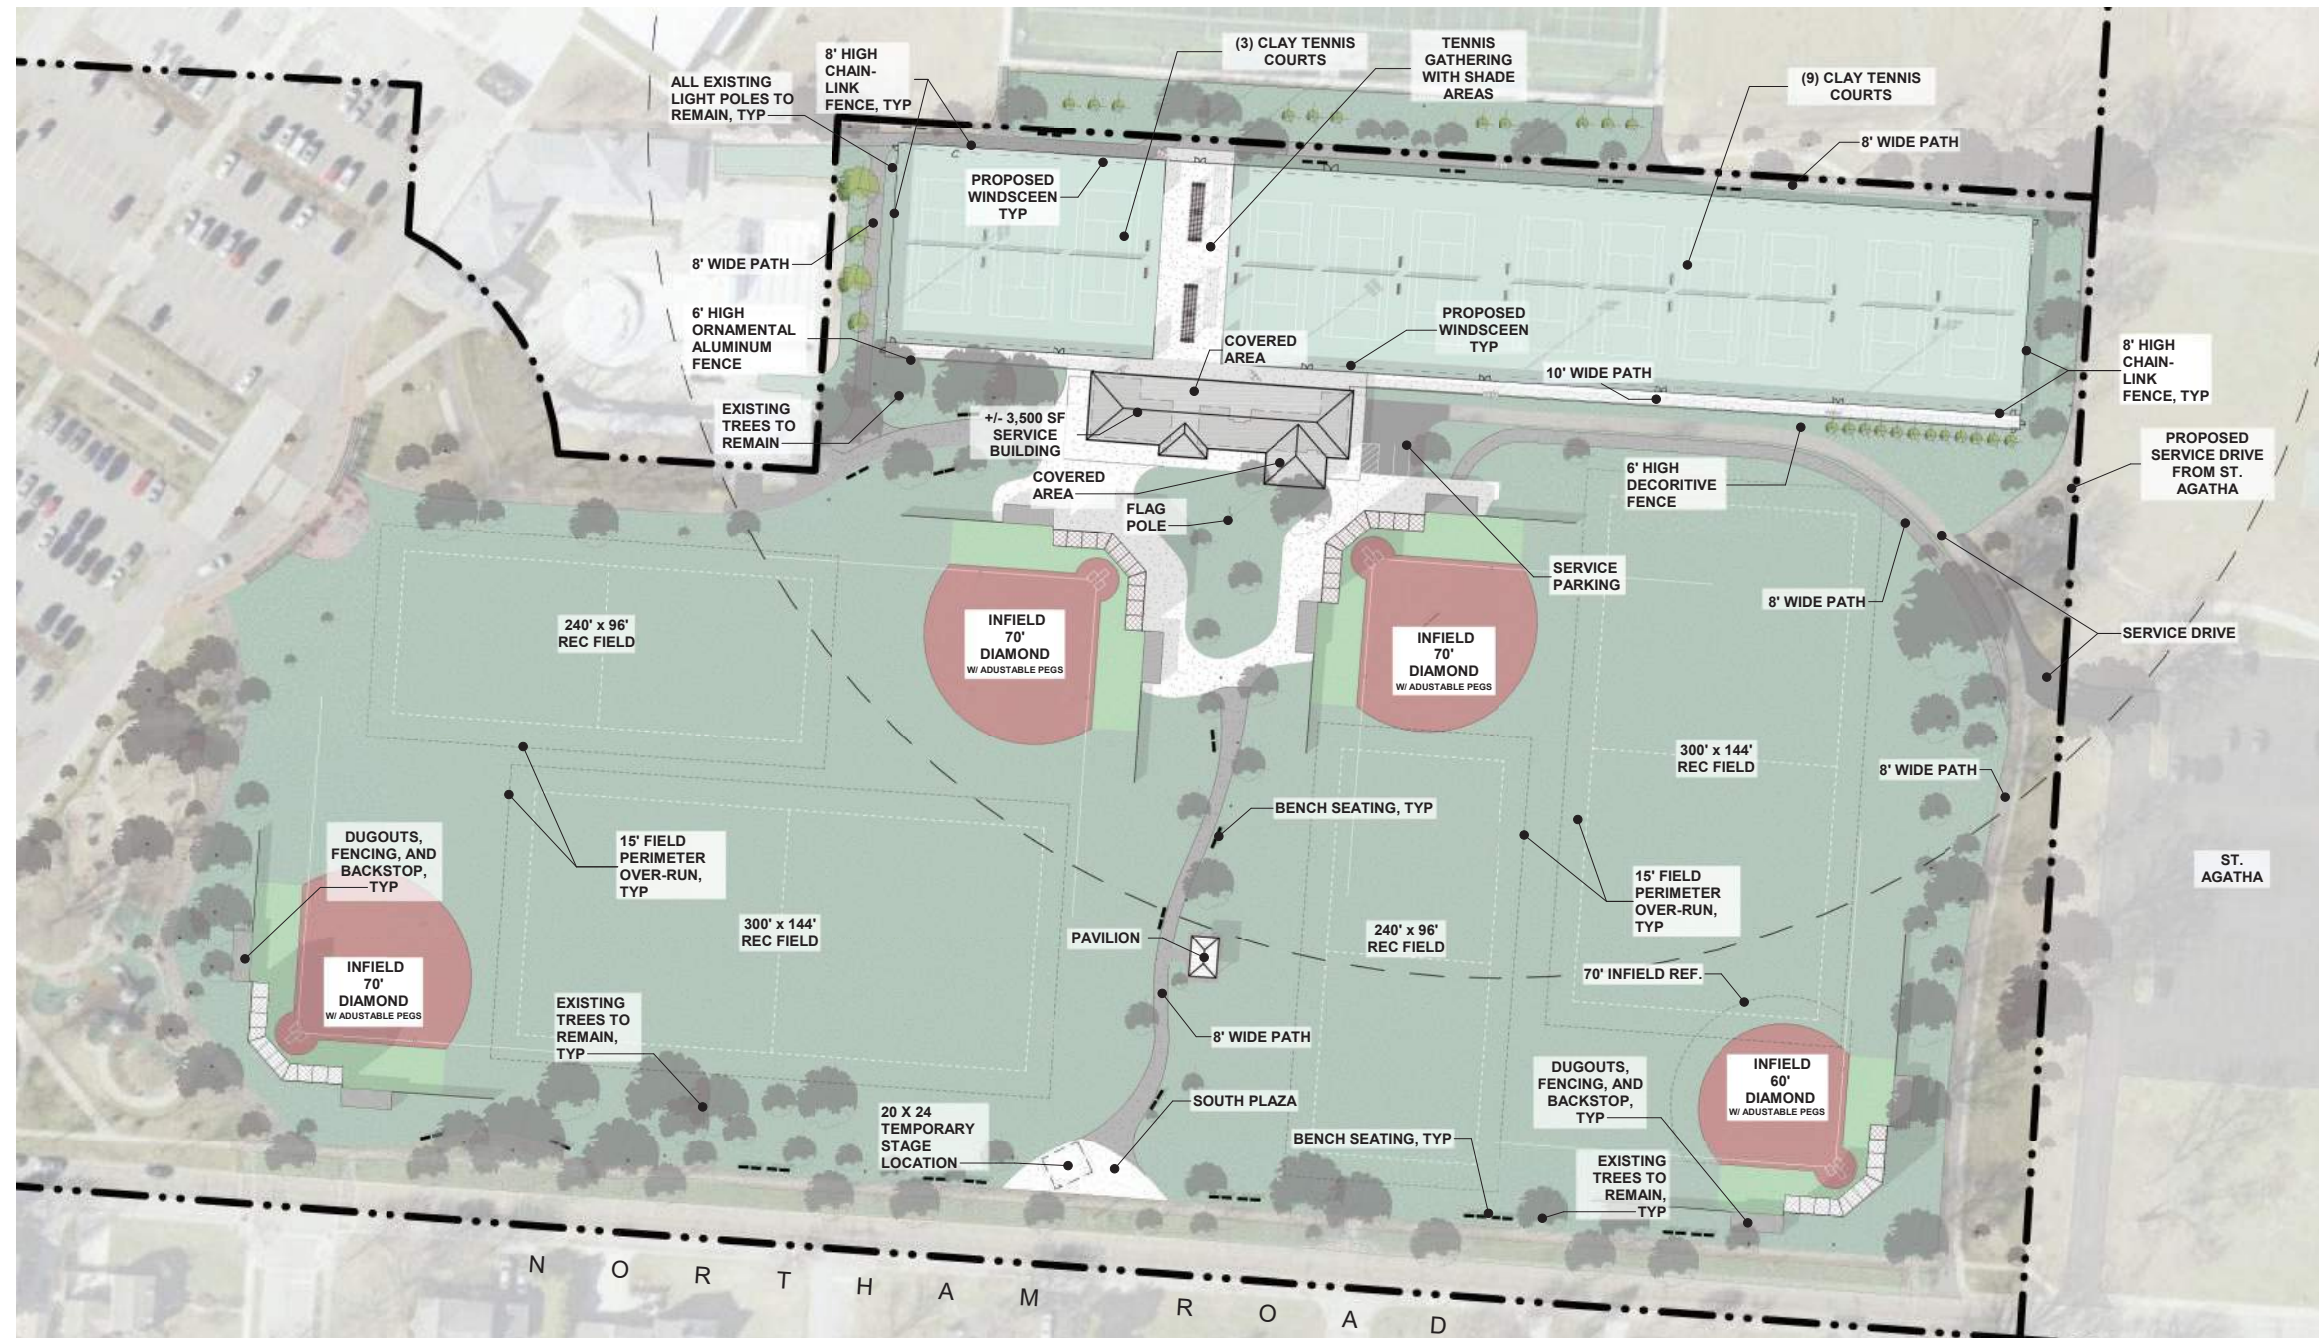 8' HIGH
CHAIN-
LINK
FENCE, TYP
(3) CLAY TENNIS
COURTS
TENNIS
GATHERING
WITH SHADE
AREAS
(9) CLAY TENNIS
COURTS
ALL EXISTING
LIGHT POLES TO
REMAIN, TYP
8' WIDE PATH
PROPOSED
WINDSCEEN
TYP
8' WIDE PATH
6' HIGH
ORNAMENTAL
ALUMINUM
FENCE
PROPOSED
WINDSCEEN
TYP
COVERED
AREA
10' WIDE PATH
8' HIGH
CHAIN-
LINK
FENCE, TYP
EXISTING
TREES TO
REMAIN
+/- 3,500 SF
SERVICE
BUILDING
COVERED
AREA
FLAG
POLE
6' HIGH
DECORITIVE
FENCE
PROPOSED
SERVICE DRIVE
FROM ST.
AGATHA
SERVICE
PARKING
8' WIDE PATH
SERVICE DRIVE
240' x 96'
REC FIELD
INFIELD
70'
DIAMOND
W/ ADUSTABLE PEGS
INFIELD
70'
DIAMOND
W/ ADUSTABLE PEGS
300' x 144'
REC FIELD
8' WIDE PATH
BENCH SEATING, TYP
DUGOUTS,
FENCING, AND
BACKSTOP,
TYP
15' FIELD
PERIMETER
OVER-RUN,
TYP
15' FIELD
PERIMETER
OVER-RUN,
TYP
ST.
AGATHA
300' x 144'
REC FIELD
PAVILION
240' x 96'
REC FIELD
70' INFIELD REF.
INFIELD
70'
DIAMOND
W/ ADUSTABLE PEGS
EXISTING
TREES TO
REMAIN,
TYP
8' WIDE PATH
DUGOUTS,
FENCING, AND
BACKSTOP,
TYP
INFIELD
60'
DIAMOND
W/ ADUSTABLE PEGS
20 X 24
TEMPORARY
STAGE
LOCATION
SOUTH PLAZA
BENCH SEATING, TYP
EXISTING
TREES TO
REMAIN,
TYP
NORTHAM ROAD